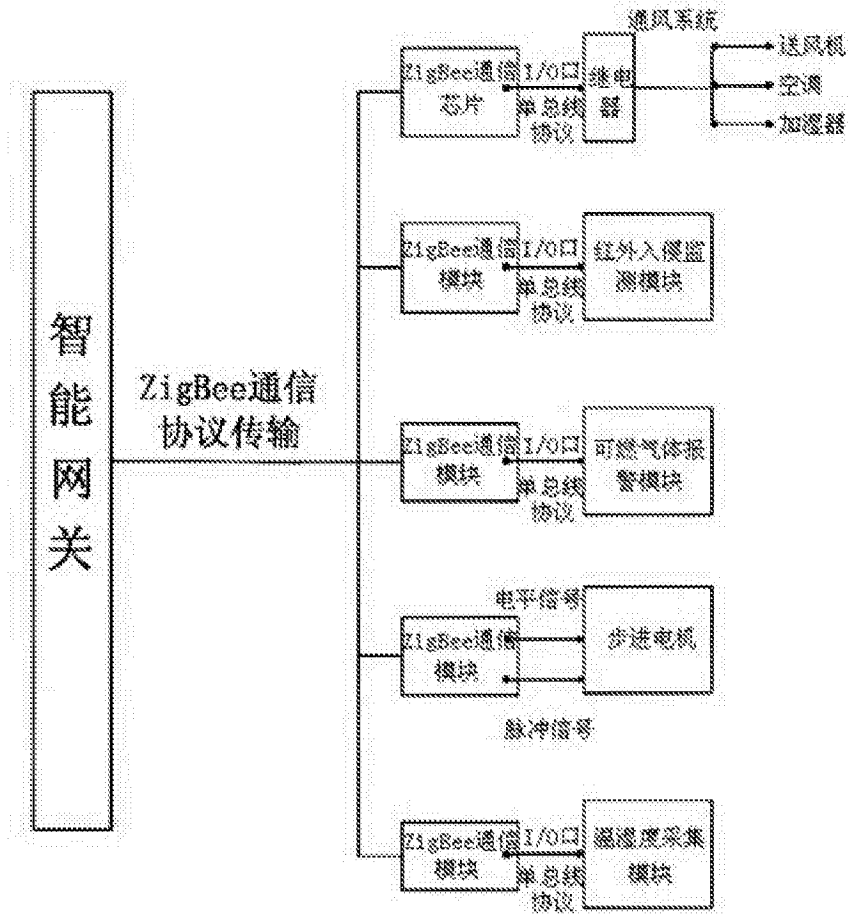 通风系统
送风机
空调
加湿器
ZigBee通信
芯片
I/O口
单总线
协议
继电
器
ZigBee通信
模块
I/O口
单总线
协议
红外入侵监
测模块
智
能
网
关
ZigBee通信
协议传输
ZigBee通信
模块
I/O口
单总线
协议
可燃气体报
警模块
电平信号
ZigBee通信
模块
步进电机
脉冲信号
ZigBee通信
模块
I/O口
单总线
协议
温湿度采集
模块